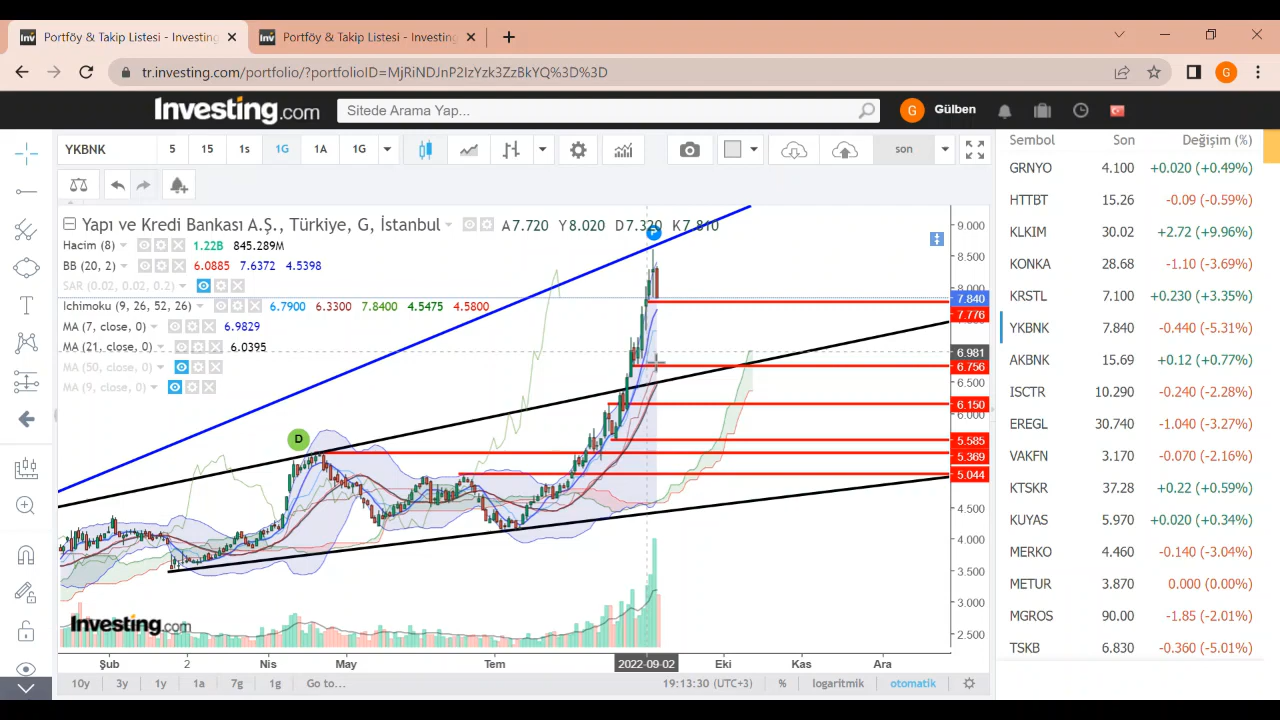 Portföy & Takip Listesi - Investing
Portföy & Takip Listesi - Investing
tr.investing.com/portfolio/?portfolioID=MjRiNDJnP2IzYzk3ZzBkYQ%3D%3D
G
Investing.com
Sitede Arama Yap...
G Gülben
YKBNK 5 15 1s 1G 1A 1G son
Yapı ve Kredi Bankası A.Ş., Türkiye, G, İstanbul A7.720 Y8.020 D7.320 K7.810
Hacim (8) 1.22B 845.289M
BB (20, 2) 6.0885 7.6372 4.5398
SAR (0.02, 0.02, 0.2)
Ichimoku (9, 26, 52, 26) 6.7900 6.3300 7.8400 4.5475 4.5800
MA (7, close, 0) 6.9829
MA (21, close, 0) 6.0395
MA (50, close, 0)
MA (9, close, 0)
P
D
9.000
8.500
8.000
7.840
7.776
6.981
6.756
6.500
6.150
6.000
5.585
5.369
5.044
4.500
4.000
3.500
3.000
2.500
Investing.com
Şub 2 Nis May Tem 2022-09-02 Eki Kas Ara
10y 3y 1y 1a 7g 1g Go to... 19:13:30 (UTC+3) % logaritmik otomatik
Sembol Son Değişim (%)
GRNYO 4.100 +0.020 (+0.49%)
HTTBT 15.26 -0.09 (-0.59%)
KLKIM 30.02 +2.72 (+9.96%)
KONKA 28.68 -1.10 (-3.69%)
KRSTL 7.100 +0.230 (+3.35%)
YKBNK 7.840 -0.440 (-5.31%)
AKBNK 15.69 +0.12 (+0.77%)
ISCTR 10.290 -0.240 (-2.28%)
EREGL 30.740 -1.040 (-3.27%)
VAKFN 3.170 -0.070 (-2.16%)
KTSKR 37.28 +0.22 (+0.59%)
KUYAS 5.970 +0.020 (+0.34%)
MERKO 4.460 -0.140 (-3.04%)
METUR 3.870 0.000 (0.00%)
MGROS 90.00 -1.85 (-2.01%)
TSKB 6.830 -0.360 (-5.01%)